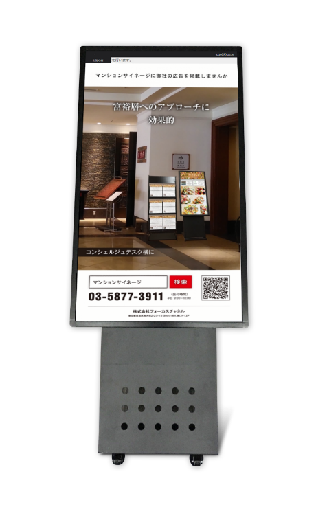 マンションサイネージに御社の広告を掲載しませんか
富裕層へのアプローチに
効果的
コンシェルジュデスク横に
マンションサイネージ 検索
03-5877-3911
株式会社フォーカスチャネル